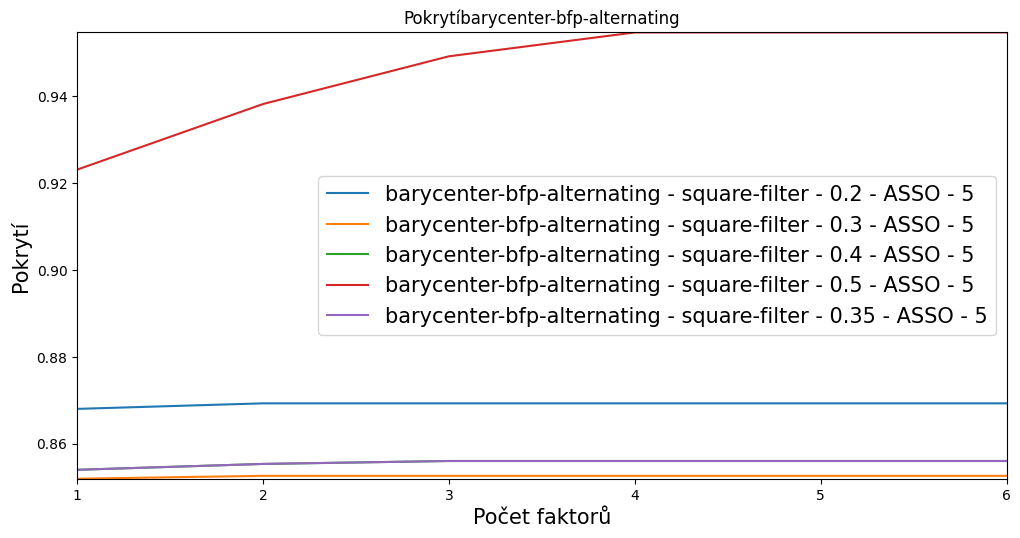 Pokrytíbarycenter-bfp-alternating
0.94
0.92
0.90
0.88
0.86
Pokrytí
barycenter-bfp-alternating - square-filter - 0.2 - ASSO - 5
barycenter-bfp-alternating - square-filter - 0.3 - ASSO - 5
barycenter-bfp-alternating - square-filter - 0.4 - ASSO - 5
barycenter-bfp-alternating - square-filter - 0.5 - ASSO - 5
barycenter-bfp-alternating - square-filter - 0.35 - ASSO - 5
1 2 3 4 5 6
Počet faktorů